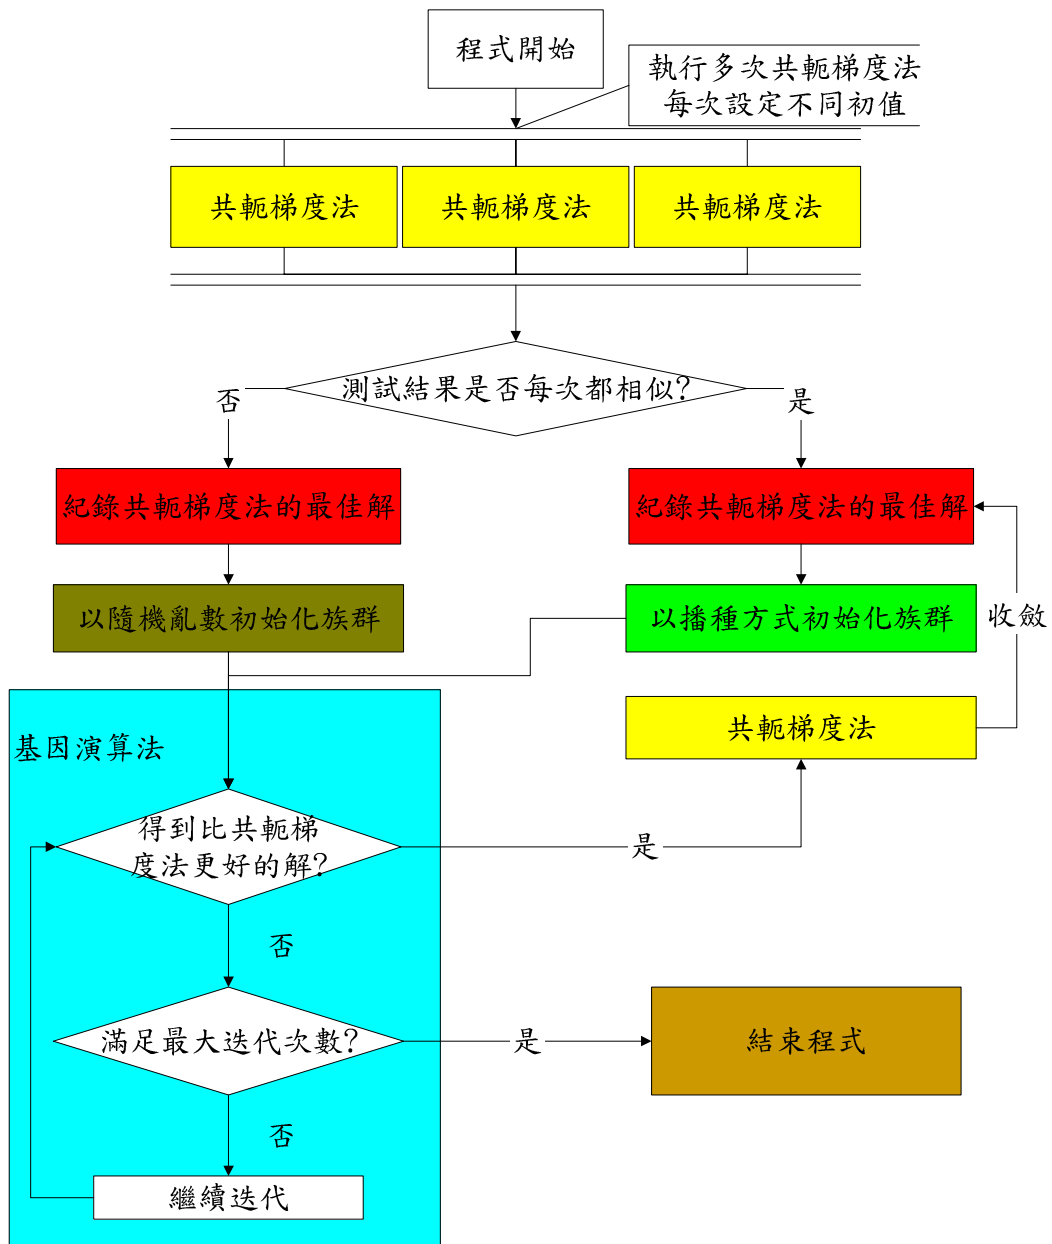 程式開始
執行多次共軛梯度法
每次設定不同初值
共軛梯度法
共軛梯度法
共軛梯度法
測試結果是否每次都相似?
否
是
紀錄共軛梯度法的最佳解
紀錄共軛梯度法的最佳解
以隨機亂數初始化族群
以播種方式初始化族群
收斂
共軛梯度法
基因演算法
得到比共軛梯
度法更好的解?
是
否
滿足最大迭代次數?
是
結束程式
否
繼續迭代